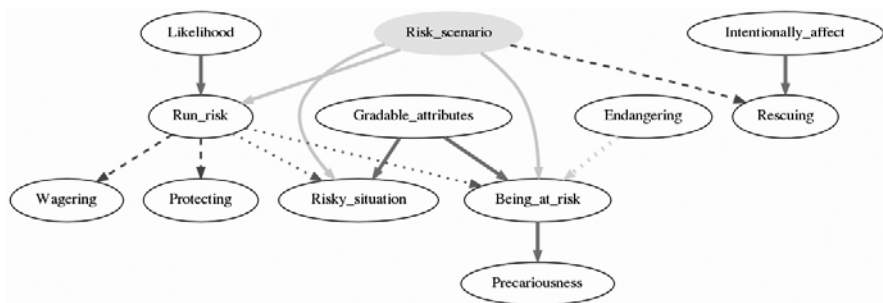 Likelihood
Risk_scenario
Intentionally_affect
Run_risk
Gradable_attributes
Endangering
Rescuing
Wagering
Protecting
Risky_situation
Being_at_risk
Precariousness